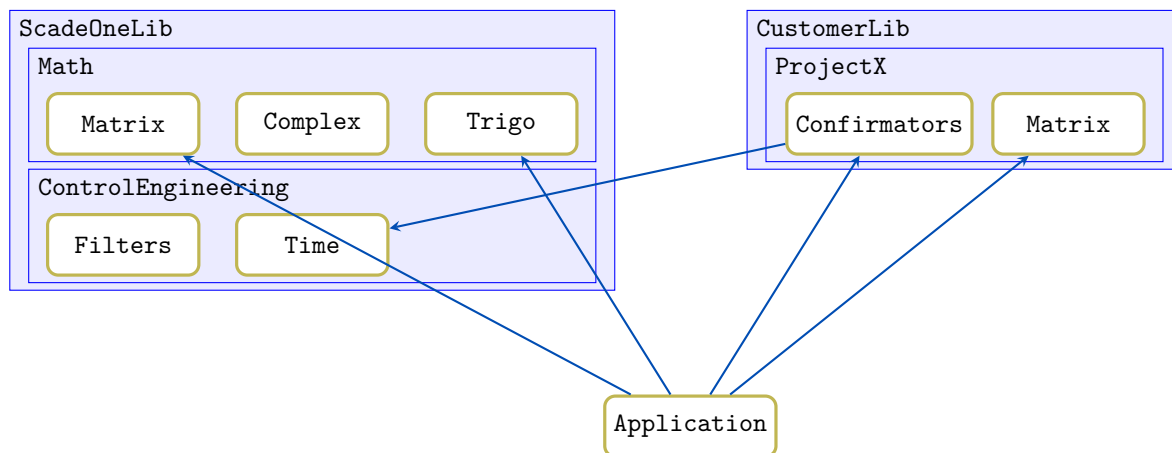 ScadeOneLib
Math
Matrix
Complex
Trigo
ControlEngineering
Filters
Time
CustomerLib
ProjectX
Confirmators
Matrix
Application